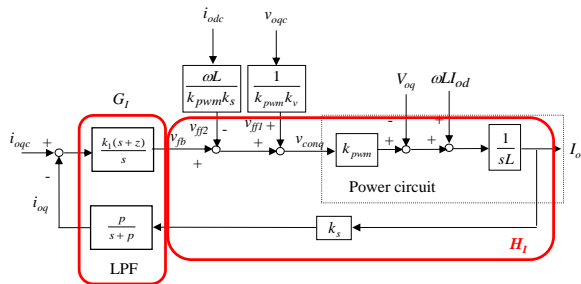 i_odc
v_oqc
ωL
k_pwm k_s
1
k_pwm k_v
V_oq
ωLI_od
G_I
i_oqc
+
-
k_1(s+z)
s
v_fb
v_ff2
-
+
v_ff1
+
+
v_conq
k_pwm
-
+
+
+
1
sL
I_o
Power circuit
i_oq
p
s+p
k_s
LPF
H_I